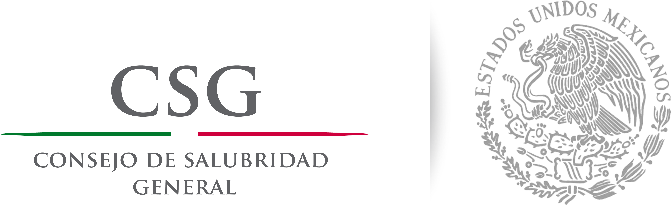 CSG
CONSEJO DE SALUBRIDAD
GENERAL
ESTADOS UNIDOS MEXICANOS